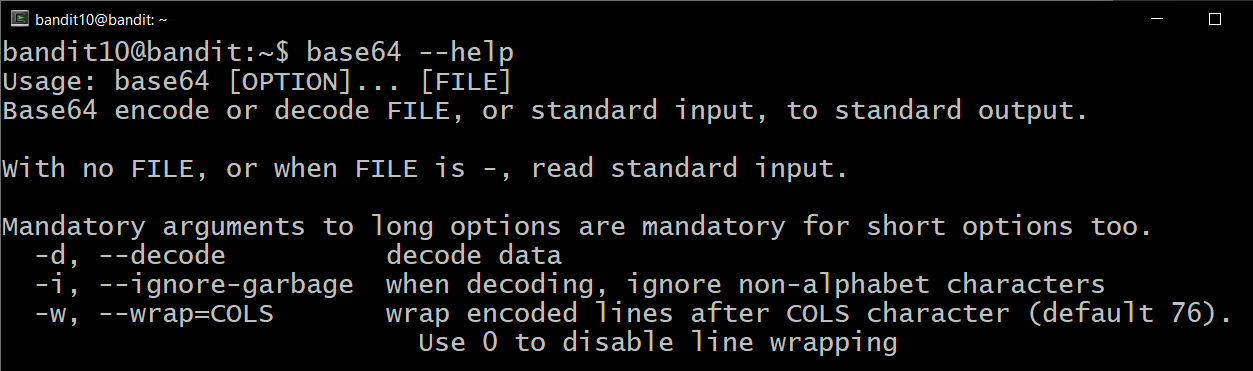 bandit10@bandit: ~
bandit10@bandit:~$ base64 --help
Usage: base64 [OPTION]... [FILE]
Base64 encode or decode FILE, or standard input, to standard output.
With no FILE, or when FILE is -, read standard input.
Mandatory arguments to long options are mandatory for short options too.
  -d, --decode          decode data
  -i, --ignore-garbage  when decoding, ignore non-alphabet characters
  -w, --wrap=COLS       wrap encoded lines after COLS character (default 76).
                          Use 0 to disable line wrapping